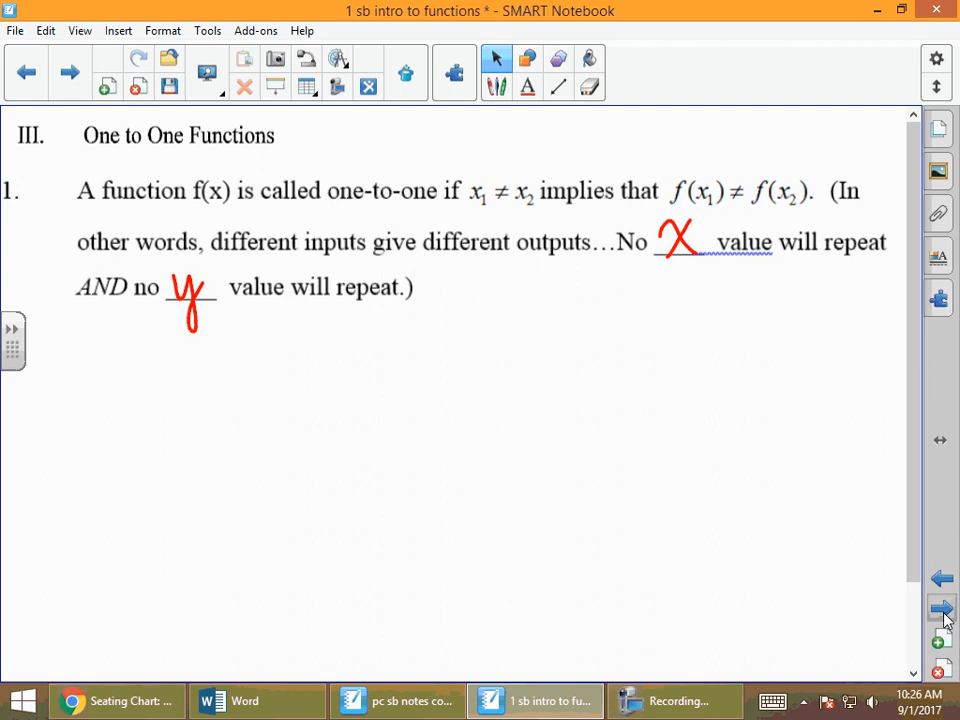 1 sb intro to functions * - SMART Notebook
File Edit View Insert Format Tools Add-ons Help
III. One to One Functions
1. A function f(x) is called one-to-one if x₁ ≠ x₂ implies that f(x₁) ≠ f(x₂). (In
other words, different inputs give different outputs…No x value will repeat
AND no y value will repeat.)
Seating Chart: ... Word pc sb notes co... 1 sb intro to fu... Recording... 10:26 AM
9/1/2017